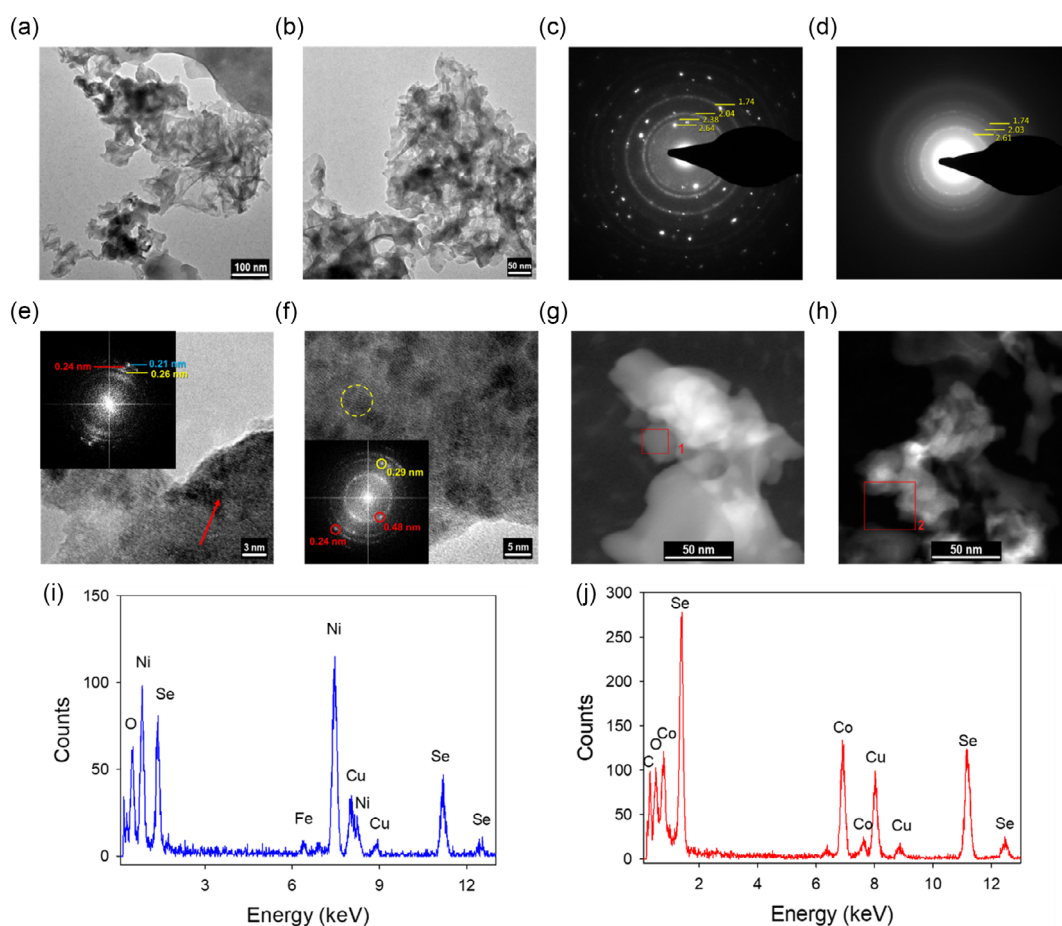 (a)
(b)
(c)
(d)
100 nm
50 nm
1.74
2.04
2.38
2.64
1.74
2.03
2.61
(e)
(f)
(g)
(h)
0.24 nm
0.21 nm
0.26 nm
3 nm
0.29 nm
0.48 nm
0.24 nm
5 nm
1
50 nm
2
50 nm
(i)
150
100
50
0
Counts
O
Ni
Se
Fe
Ni
Cu
Ni
Cu
Se
Se
3
6
9
12
Energy (keV)
(j)
300
250
200
150
100
50
0
Counts
C
O
Co
Se
Co
Co
Cu
Cu
Se
Se
2
4
6
8
10
12
Energy (keV)